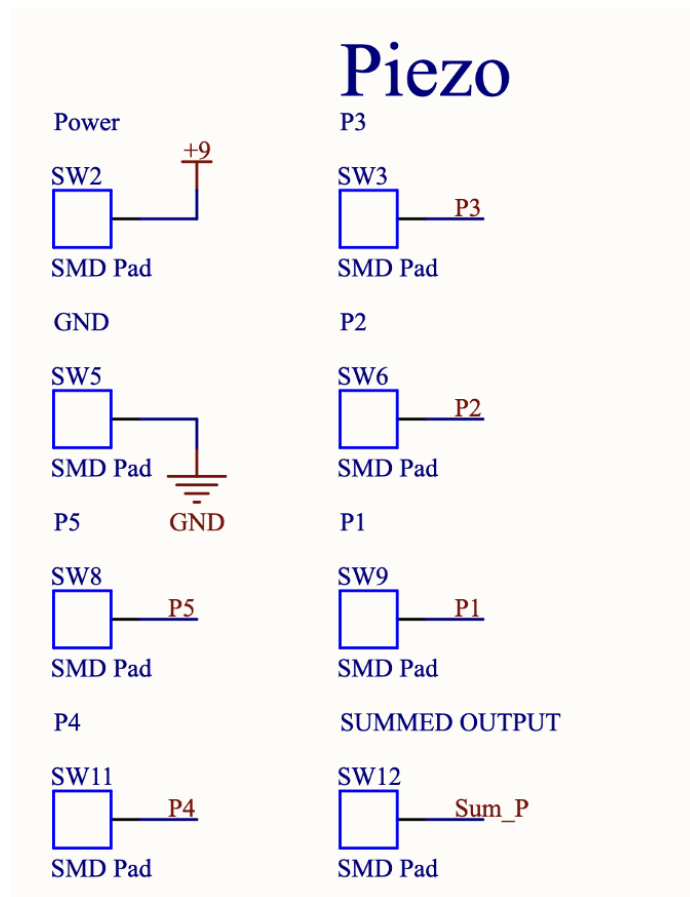 Piezo
Power
P3
+9
SW2
SW3
P3
SMD Pad
SMD Pad
GND
P2
SW5
SW6
P2
SMD Pad
SMD Pad
GND
P5
P1
SW8
SW9
P5
P1
SMD Pad
SMD Pad
P4
SUMMED OUTPUT
SW11
SW12
P4
Sum_P
SMD Pad
SMD Pad